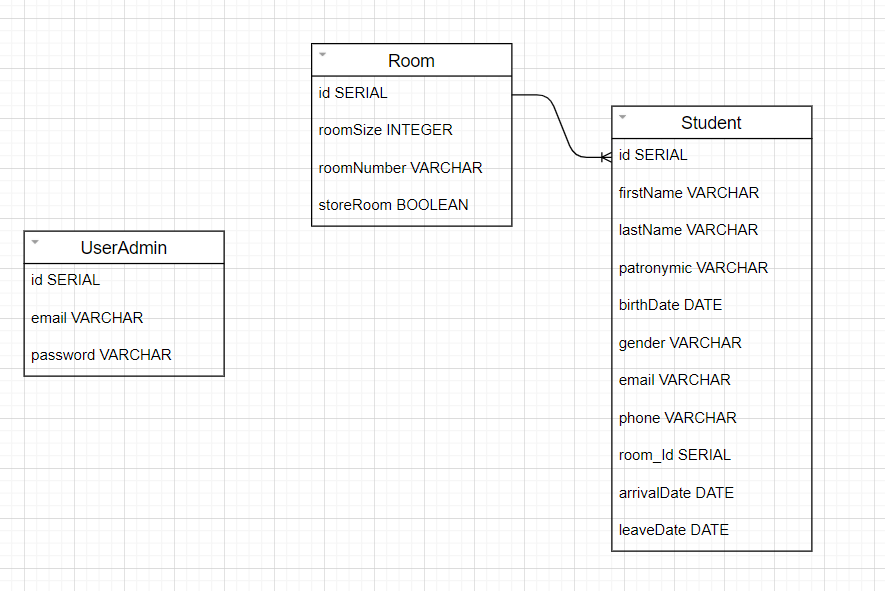 Room
id SERIAL
roomSize INTEGER
roomNumber VARCHAR
storeRoom BOOLEAN
Student
id SERIAL
firstName VARCHAR
lastName VARCHAR
patronymic VARCHAR
birthDate DATE
gender VARCHAR
email VARCHAR
phone VARCHAR
room_Id SERIAL
arrivalDate DATE
leaveDate DATE
UserAdmin
id SERIAL
email VARCHAR
password VARCHAR